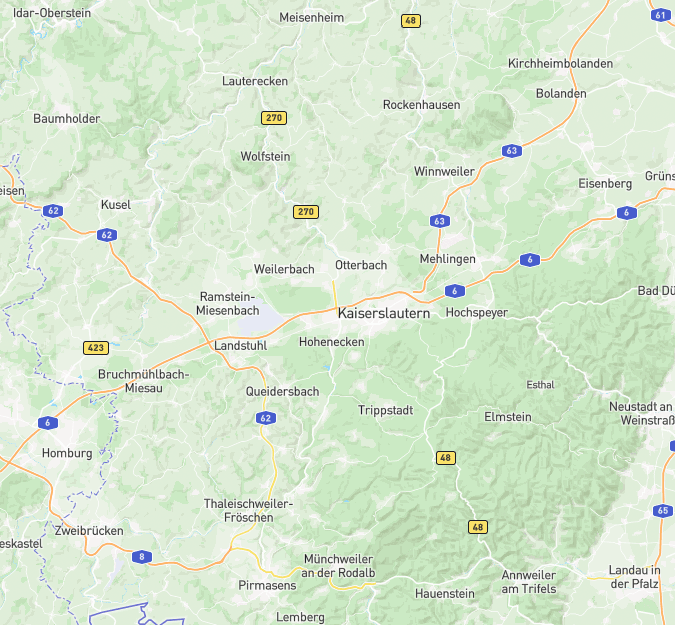 Idar-Oberstein
Meisenheim
48
61
Kirchheimbolanden
Lauterecken
Bolanden
Rockenhausen
Baumholder
270
63
Wolfstein
Winnweiler
Eisenberg
Grüns
eisen
62
Kusel
270
6
63
62
Mehlingen
6
Otterbach
Weilerbach
6
Bad Dü
Ramstein-
Miesenbach
Kaiserslautern
Hochspeyer
423
Landstuhl
Hohenecken
Bruchmühlbach-
Miesau
Queidersbach
Esthal
Trippstadt
Elmstein
Neustadt an
Weinstraß
6
62
Homburg
48
Thaleischweiler-
Fröschen
65
Zweibrücken
48
eskastel
8
Münchweiler
an der Rodalb
Pirmasens
Annweiler
am Trifels
Landau in
der Pfalz
Hauenstein
Lemberg